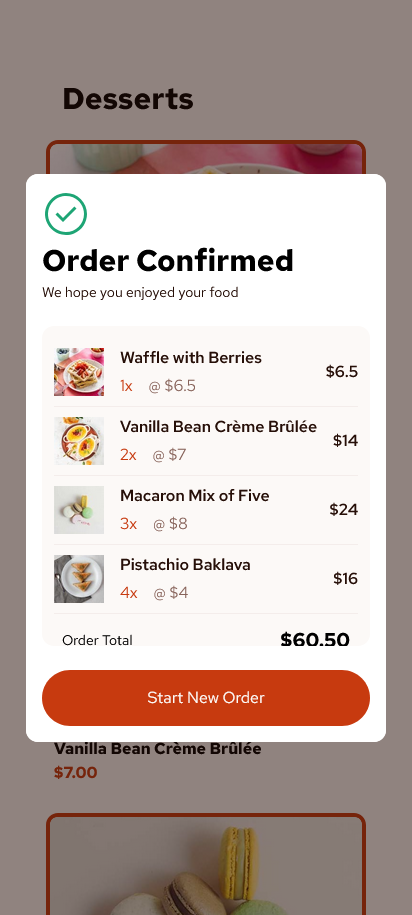 Desserts
Order Confirmed
We hope you enjoyed your food
Waffle with Berries
1x @ $6.5
$6.5
Vanilla Bean Crème Brûlée
2x @ $7
$14
Macaron Mix of Five
3x @ $8
$24
Pistachio Baklava
4x @ $4
$16
Order Total $60.50
Start New Order
Vanilla Bean Crème Brûlée
$7.00